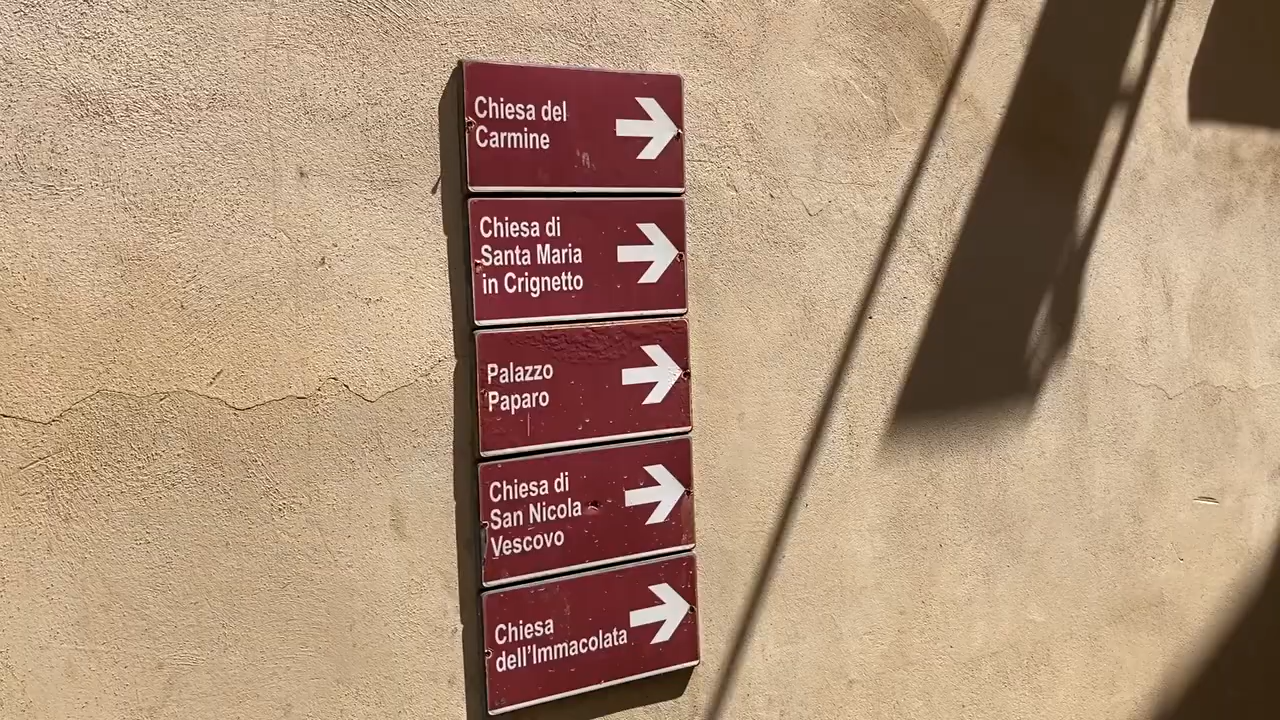 Chiesa del
Carmine
Chiesa di
Santa Maria
in Crignetto
Palazzo
Paparo
Chiesa di
San Nicola
Vescovo
Chiesa
dell'Immacolata